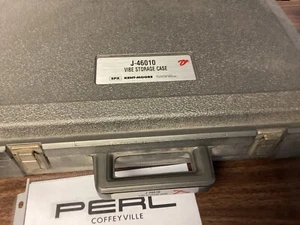 J-46010
VIBE STORAGE CASE
SPX KENT-MOORE
PERL
COFFEYVILLE